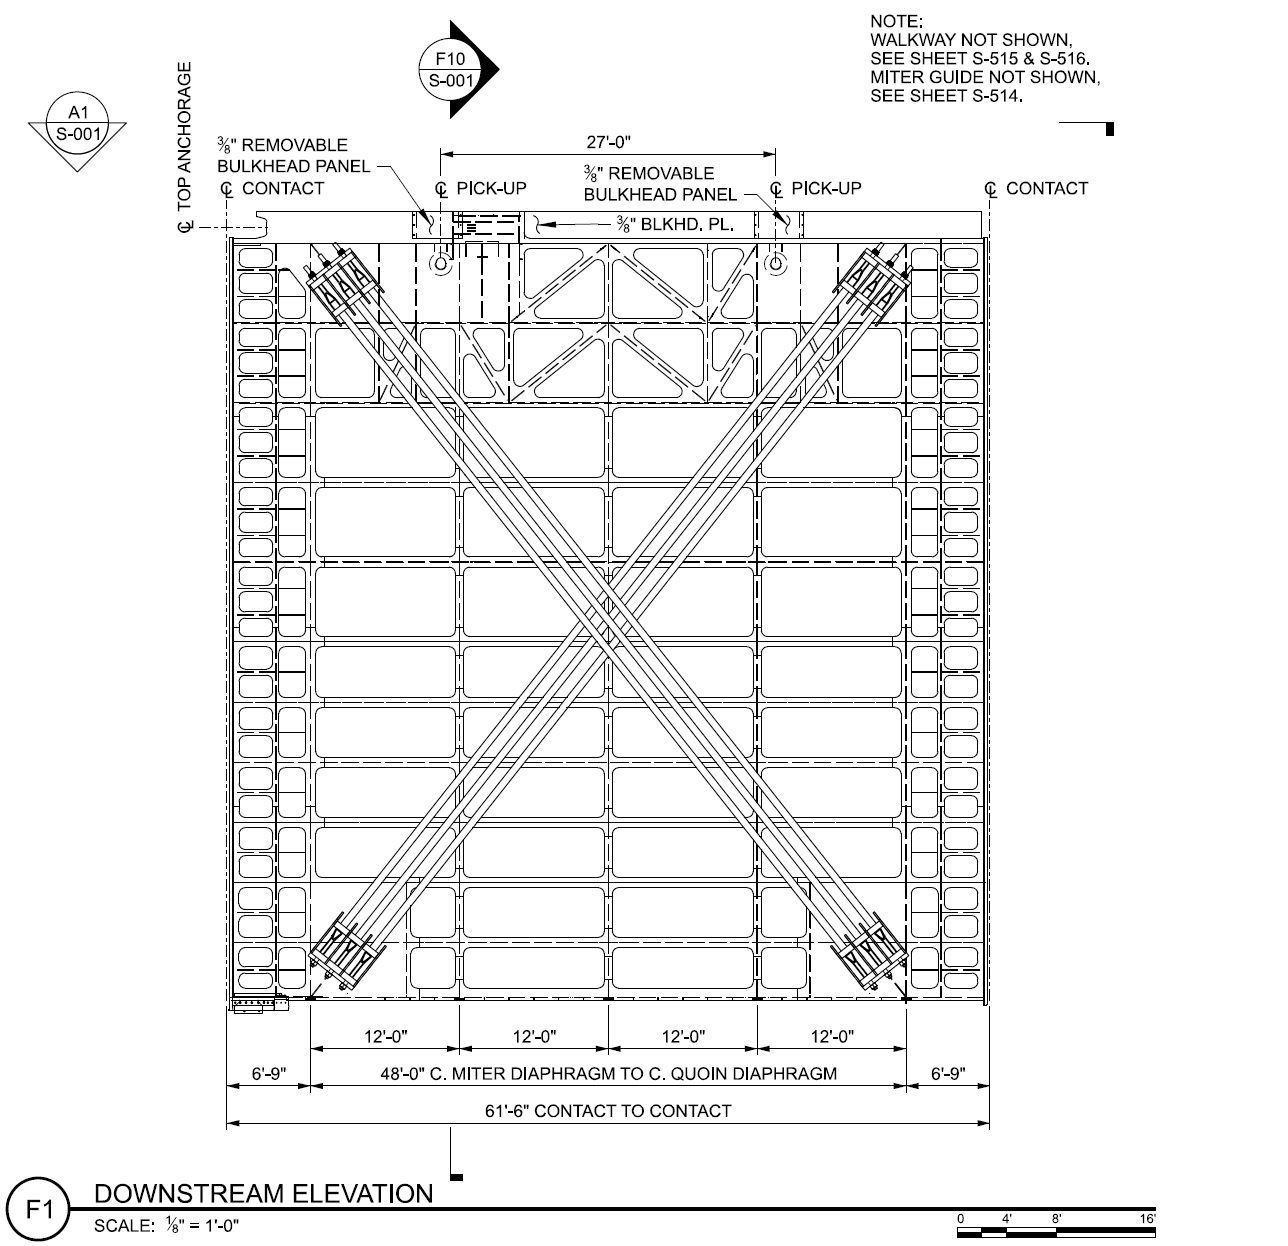 NOTE:
WALKWAY NOT SHOWN,
SEE SHEET S-515 & S-516.
MITER GUIDE NOT SHOWN,
SEE SHEET S-514.
F10
S-001
A1
S-001
℄ TOP ANCHORAGE
27'-0"
⅜" REMOVABLE
BULKHEAD PANEL
⅜" REMOVABLE
BULKHEAD PANEL
℄ CONTACT
℄ PICK-UP
℄ PICK-UP
℄ CONTACT
⅜" BLKHD. PL.
12'-0"
12'-0"
12'-0"
12'-0"
6'-9"
48'-0" C. MITER DIAPHRAGM TO C. QUOIN DIAPHRAGM
6'-9"
61'-6" CONTACT TO CONTACT
F1
DOWNSTREAM ELEVATION
SCALE: ⅛" = 1'-0"
0 4' 8' 16'